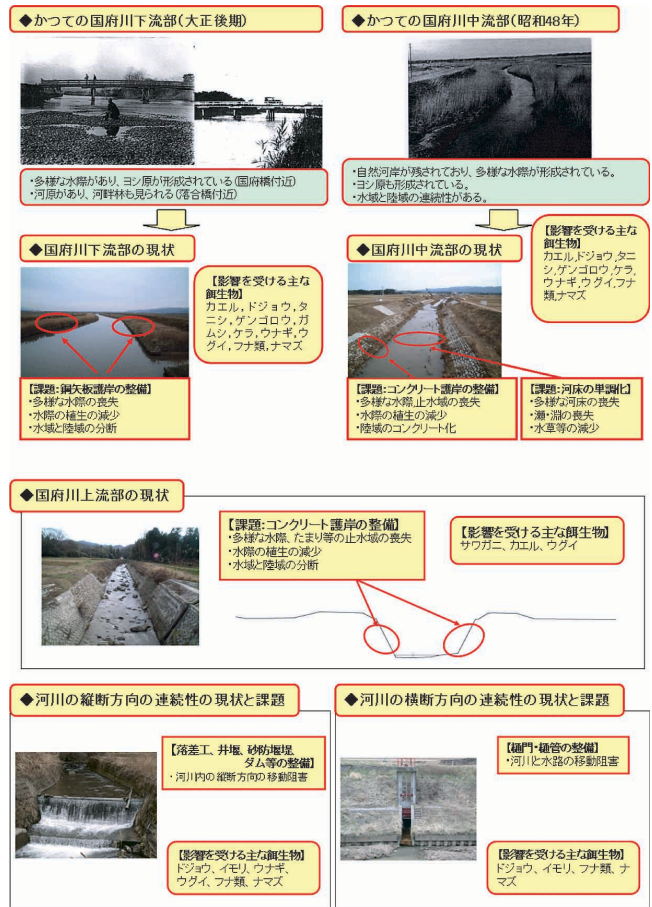 ◆かつての国府川下流部(大正後期)
・多様な水際があり、ヨシ原が形成されている(国府橋付近)
・河原があり、河畔林も見られる(落合橋付近)
◆かつての国府川中流部(昭和48年)
・自然河岸が残されており、多様な水際が形成されている。
・ヨシ原も形成されている。
・水域と陸域の連続性がある。
◆国府川下流部の現状
【影響を受ける主な
餌生物】
カエル,ドジョウ,タ
ニシ,ゲンゴロウ,ガ
ムシ,ケラ,ウナギ,ウ
グイ,フナ類,ナマズ
【課題:鋼矢板護岸の整備】
・多様な水際の喪失
・水際の植生の減少
・水域と陸域の分断
◆国府川中流部の現状
【影響を受ける主な
餌生物】
カエル,ドジョウ,タニ
シ,ゲンゴロウ,ケラ,
ウナギ,ウグイ,フナ
類,ナマズ
【課題:コンクリート護岸の整備】
・多様な水際,止水域の喪失
・水際の植生の減少
・陸域のコンクリート化
【課題:河床の単調化】
・多様な河床の喪失
・瀬・淵の喪失
・水草等の減少
◆国府川上流部の現状
【課題:コンクリート護岸の整備】
・多様な水際、たまり等の止水域の喪失
・水際の植生の減少
・水域と陸域の分断
【影響を受ける主な餌生物】
サワガニ、カエル、ウグイ
◆河川の縦断方向の連続性の現状と課題
【落差工、井堰、砂防堰堤、
ダム等の整備】
・河川内の縦断方向の移動阻害
【影響を受ける主な餌生物】
ドジョウ、イモリ、ウナギ、
ウグイ、フナ類、ナマズ
◆河川の横断方向の連続性の現状と課題
【樋門・樋管の整備】
・河川と水路の移動阻害
【影響を受ける主な餌生物】
ドジョウ、イモリ、フナ類、ナ
マズ